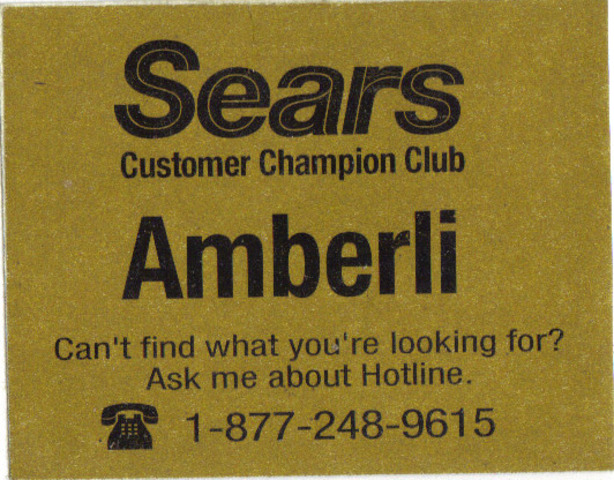 Sears
Customer Champion Club
Amberli
Can't find what you're looking for?
Ask me about Hotline.
1-877-248-9615